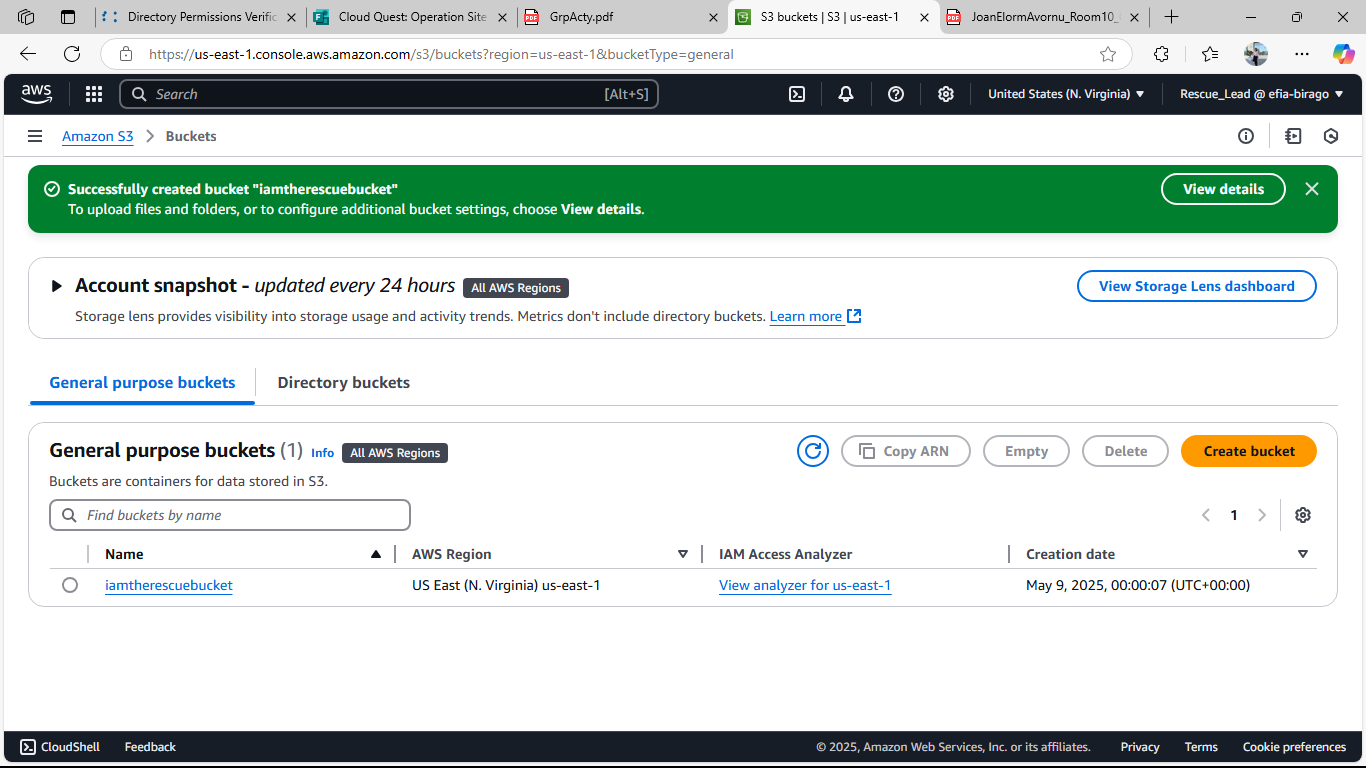 Directory Permissions Verific
Cloud Quest: Operation Site
GrpActy.pdf
S3 buckets | S3 | us-east-1
JoanElormAvornu_Room10_
https://us-east-1.console.aws.amazon.com/s3/buckets?region=us-east-1&bucketType=general
aws
Search
[Alt+S]
United States (N. Virginia)
Rescue_Lead @ efia-birago
Amazon S3
Buckets
Successfully created bucket "iamtherescuebucket"
To upload files and folders, or to configure additional bucket settings, choose View details.
View details
Account snapshot - updated every 24 hours
All AWS Regions
View Storage Lens dashboard
Storage lens provides visibility into storage usage and activity trends. Metrics don't include directory buckets. Learn more
General purpose buckets
Directory buckets
General purpose buckets (1)
Info
All AWS Regions
Copy ARN
Empty
Delete
Create bucket
Buckets are containers for data stored in S3.
Find buckets by name
1
Name
AWS Region
IAM Access Analyzer
Creation date
iamtherescuebucket
US East (N. Virginia) us-east-1
View analyzer for us-east-1
May 9, 2025, 00:00:07 (UTC+00:00)
CloudShell
Feedback
© 2025, Amazon Web Services, Inc. or its affiliates.
Privacy
Terms
Cookie preferences